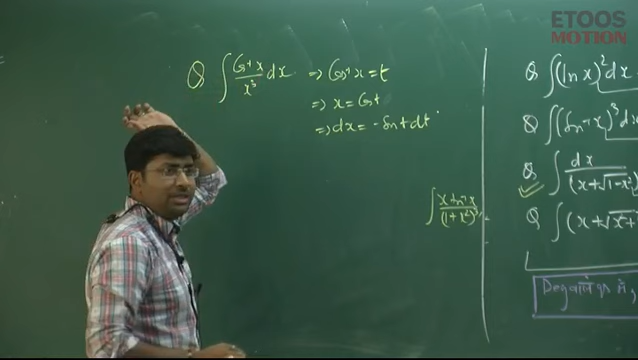 ETOOS
MOTION
Q ∫ Cos⁻¹x / x³ dx ⇒ Cos⁻¹x = t
⇒ x = Cos t
⇒ dx = -Sin t dt
∫ x tan⁻¹x / (1+x²)
Q ∫(ln x)² dx
Q ∫(Sin⁻¹x)³ dx
Q ∫ dx / (x+√1-x²)
Q ∫(x+√x²+